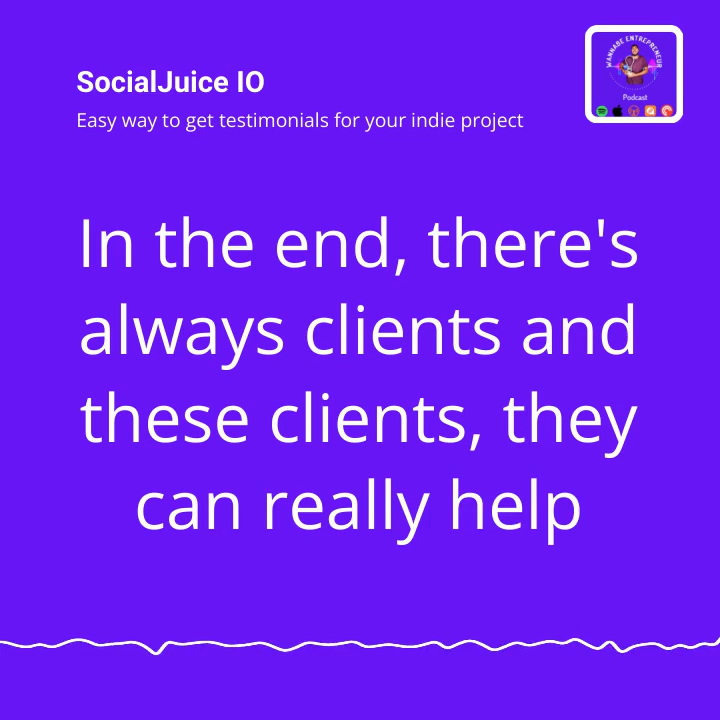 SocialJuice IO
Easy way to get testimonials for your indie project
WANNABE ENTREPRENEUR
Podcast
In the end, there's
always clients and
these clients, they
can really help